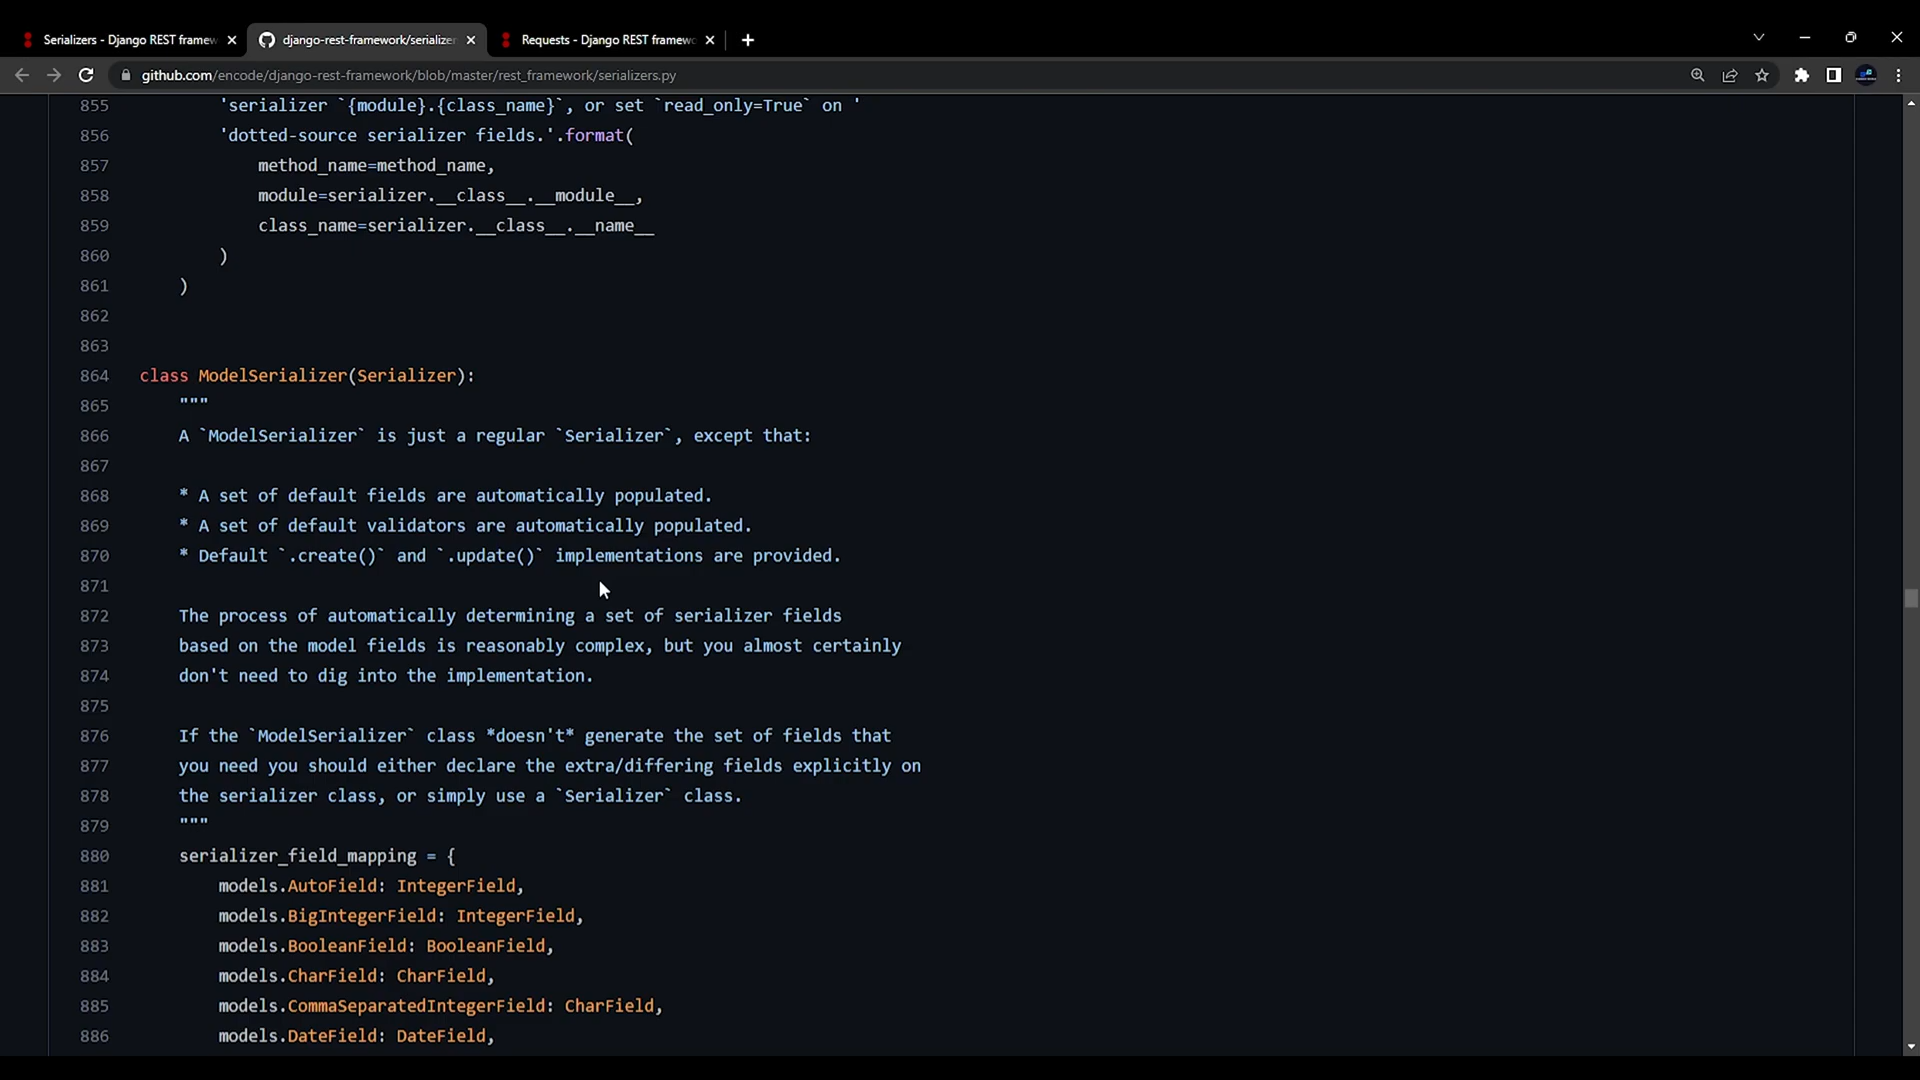 Serializers - Django REST framew
django-rest-framework/serializer
Requests - Django REST framewo
github.com/encode/django-rest-framework/blob/master/rest_framework/serializers.py
855 'serializer `{module}.{class_name}`, or set `read_only=True` on '
856 'dotted-source serializer fields.'.format(
857 method_name=method_name,
858 module=serializer.__class__.__module__,
859 class_name=serializer.__class__.__name__
860 )
861 )
862
863
864 class ModelSerializer(Serializer):
865 """
866 A `ModelSerializer` is just a regular `Serializer`, except that:
867
868 * A set of default fields are automatically populated.
869 * A set of default validators are automatically populated.
870 * Default `.create()` and `.update()` implementations are provided.
871
872 The process of automatically determining a set of serializer fields
873 based on the model fields is reasonably complex, but you almost certainly
874 don't need to dig into the implementation.
875
876 If the `ModelSerializer` class *doesn't* generate the set of fields that
877 you need you should either declare the extra/differing fields explicitly on
878 the serializer class, or simply use a `Serializer` class.
879 """
880 serializer_field_mapping = {
881 models.AutoField: IntegerField,
882 models.BigIntegerField: IntegerField,
883 models.BooleanField: BooleanField,
884 models.CharField: CharField,
885 models.CommaSeparatedIntegerField: CharField,
886 models.DateField: DateField,